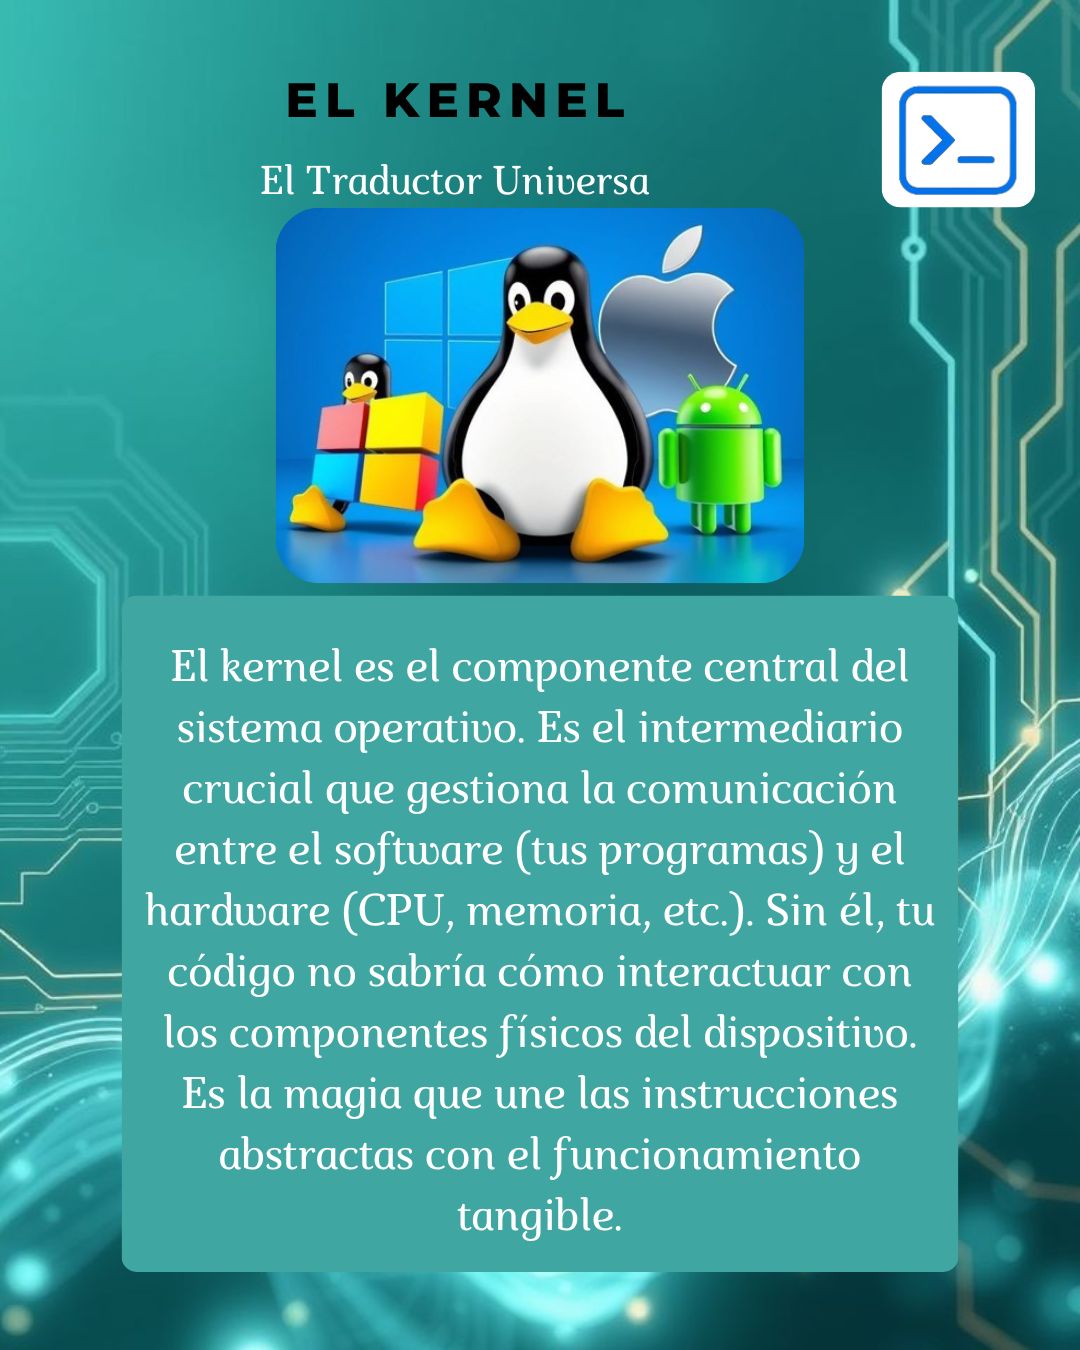 EL KERNEL
El Traductor Universa
El kernel es el componente central del
sistema operativo. Es el intermediario
crucial que gestiona la comunicación
entre el software (tus programas) y el
hardware (CPU, memoria, etc.). Sin él, tu
código no sabría cómo interactuar con
los componentes físicos del dispositivo.
Es la magia que une las instrucciones
abstractas con el funcionamiento
tangible.